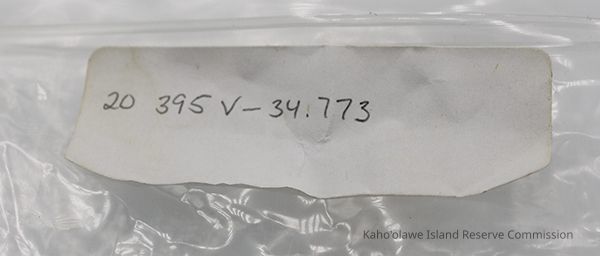 20 395 V-34.773
Kaho'olawe Island Reserve Commission